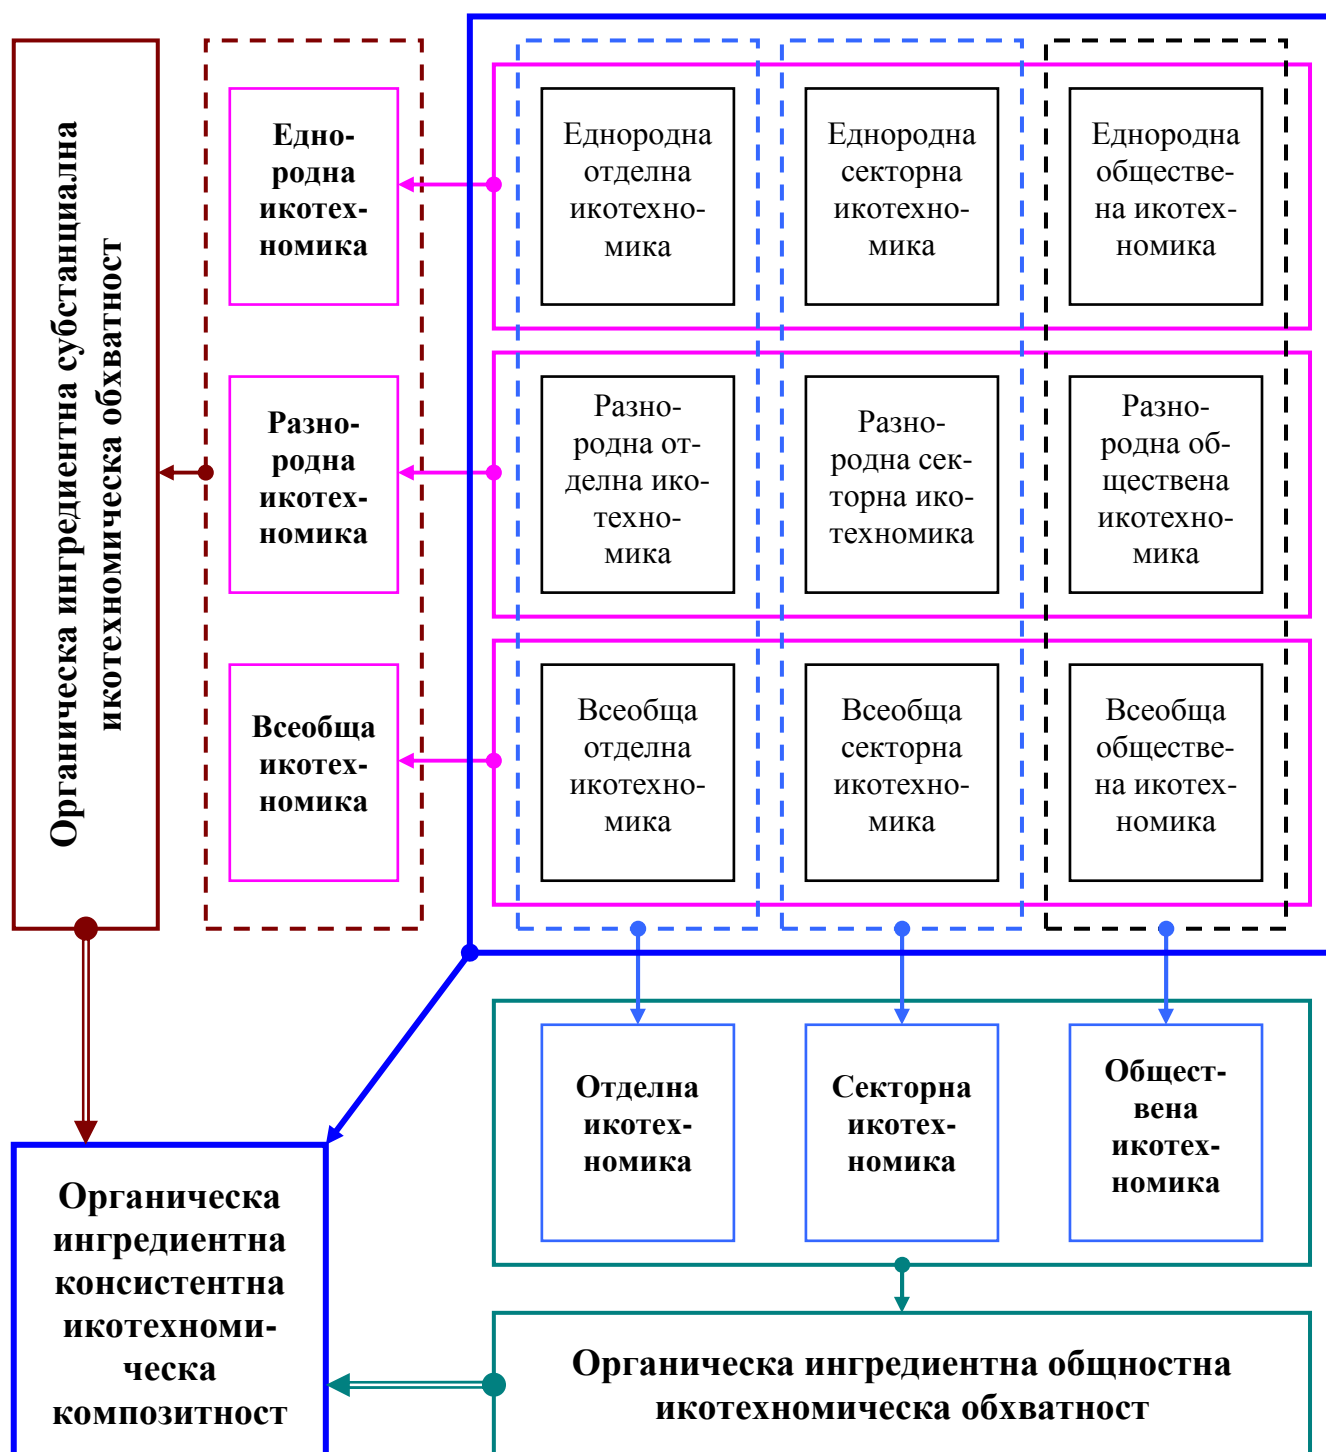 Органическа ингредиентна субстанциална
икотехномическа обхватност
Едно-
родна
икотех-
номика
Еднородна
отделна
икотехно-
мика
Еднородна
секторна
икотехно-
мика
Еднородна
обществе-
на икотех-
номика
Разно-
родна
икотех-
номика
Разно-
родна от-
делна ико-
техно-
мика
Разно-
родна сек-
торна ико-
техномика
Разно-
родна об-
ществена
икотехно-
мика
Всеобща
икотех-
номика
Всеобща
отделна
икотехно-
мика
Всеобща
секторна
икотехно-
мика
Всеобща
обществе-
на икотех-
номика
Отделна
икотех-
номика
Секторна
икотех-
номика
Общест-
вена
икотех-
номика
Органическа
ингредиентна
консистентна
икотехноми-
ческа
композитност
Органическа ингредиентна общностна
икотехномическа обхватност